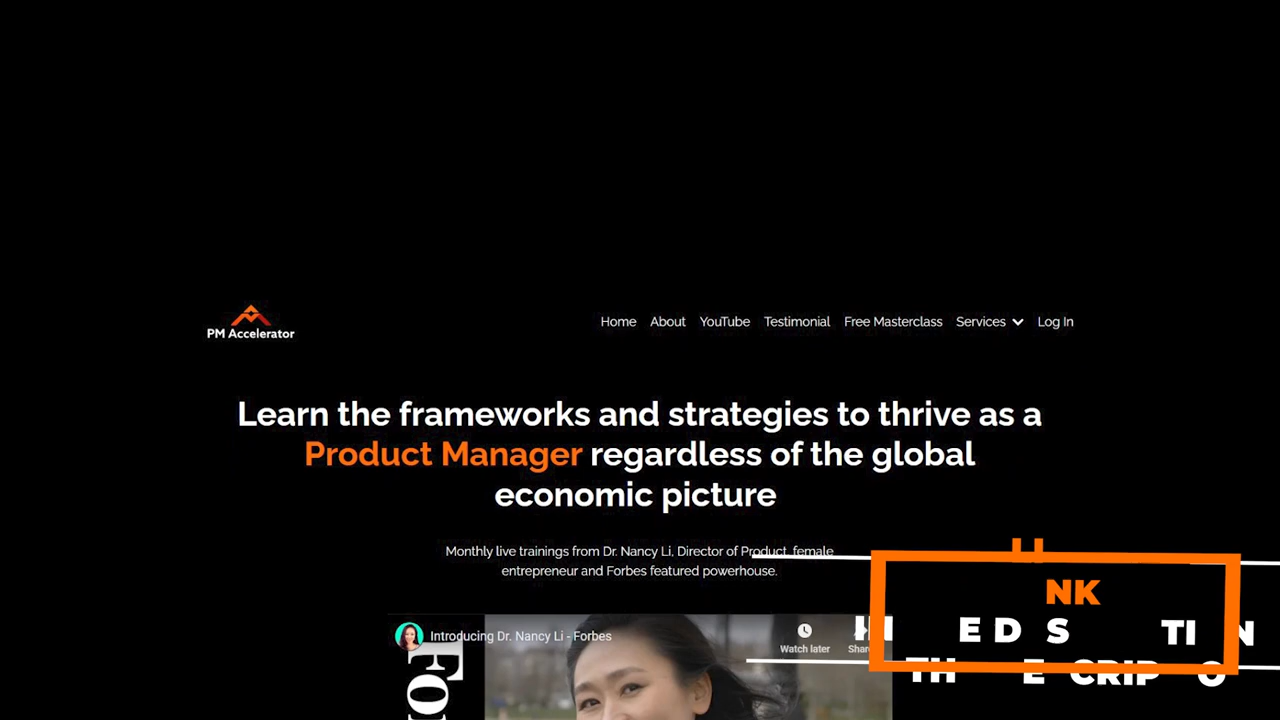 PM Accelerator
Home About YouTube Testimonial Free Masterclass Services Log In
Learn the frameworks and strategies to thrive as a
Product Manager regardless of the global
economic picture
Monthly live trainings from Dr. Nancy Li, Director of Product, female
entrepreneur and Forbes featured powerhouse.
Introducing Dr. Nancy Li - Forbes
Watch later